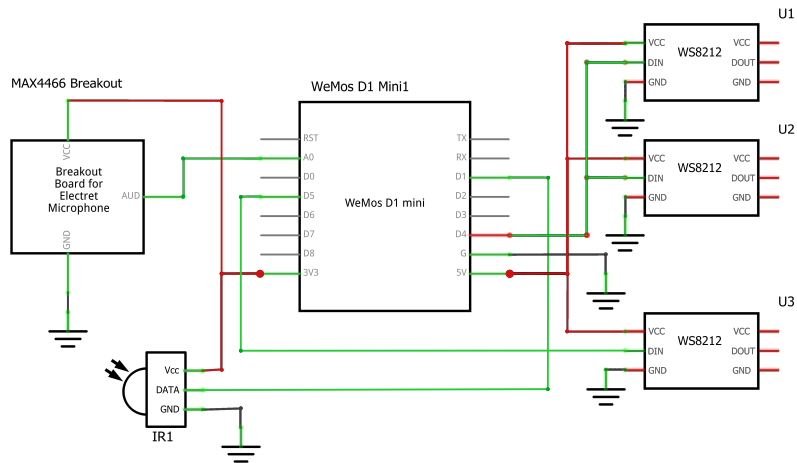 U1
MAX4466 Breakout
WeMos D1 Mini1
VCC WS8212 VCC
DIN DOUT
GND GND
VCC
Breakout
Board for
Electret
Microphone
AUD
GND
RST TX
A0 RX
D0 D1
D5 WeMos D1 mini D2
D6 D3
D7 D4
D8 G
3V3 5V
U2
VCC WS8212 VCC
DIN DOUT
GND GND
U3
VCC WS8212 VCC
DIN DOUT
GND GND
Vcc
DATA
GND
IR1